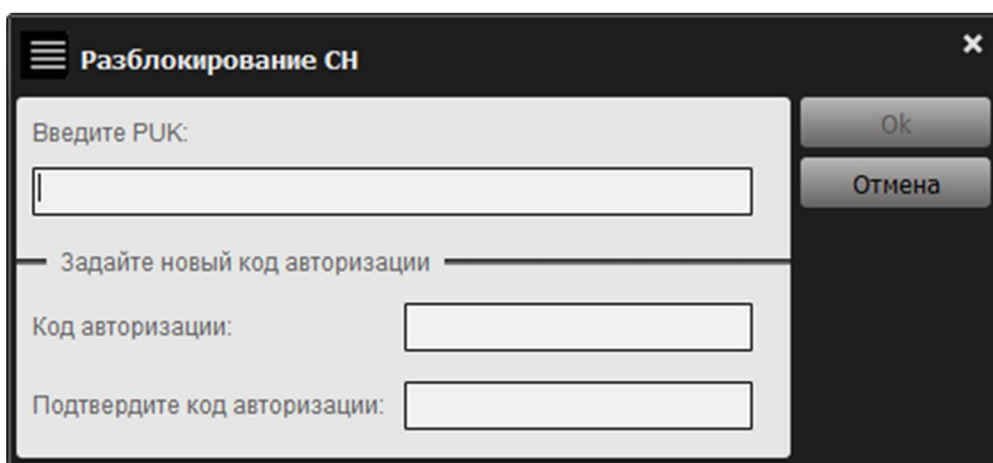 Разблокирование СН
Введите PUK:
Ok
Отмена
Задайте новый код авторизации
Код авторизации:
Подтвердите код авторизации: